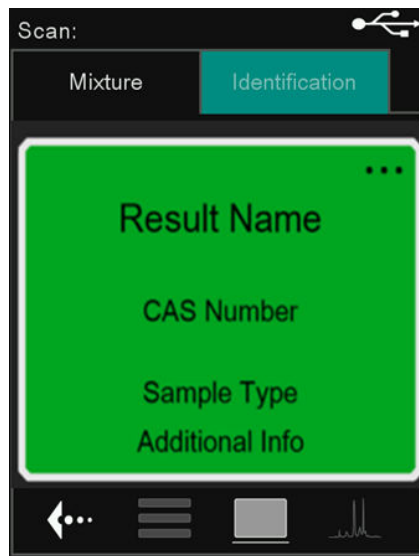 Scan:
Mixture
Identification
Result Name
CAS Number
Sample Type
Additional Info